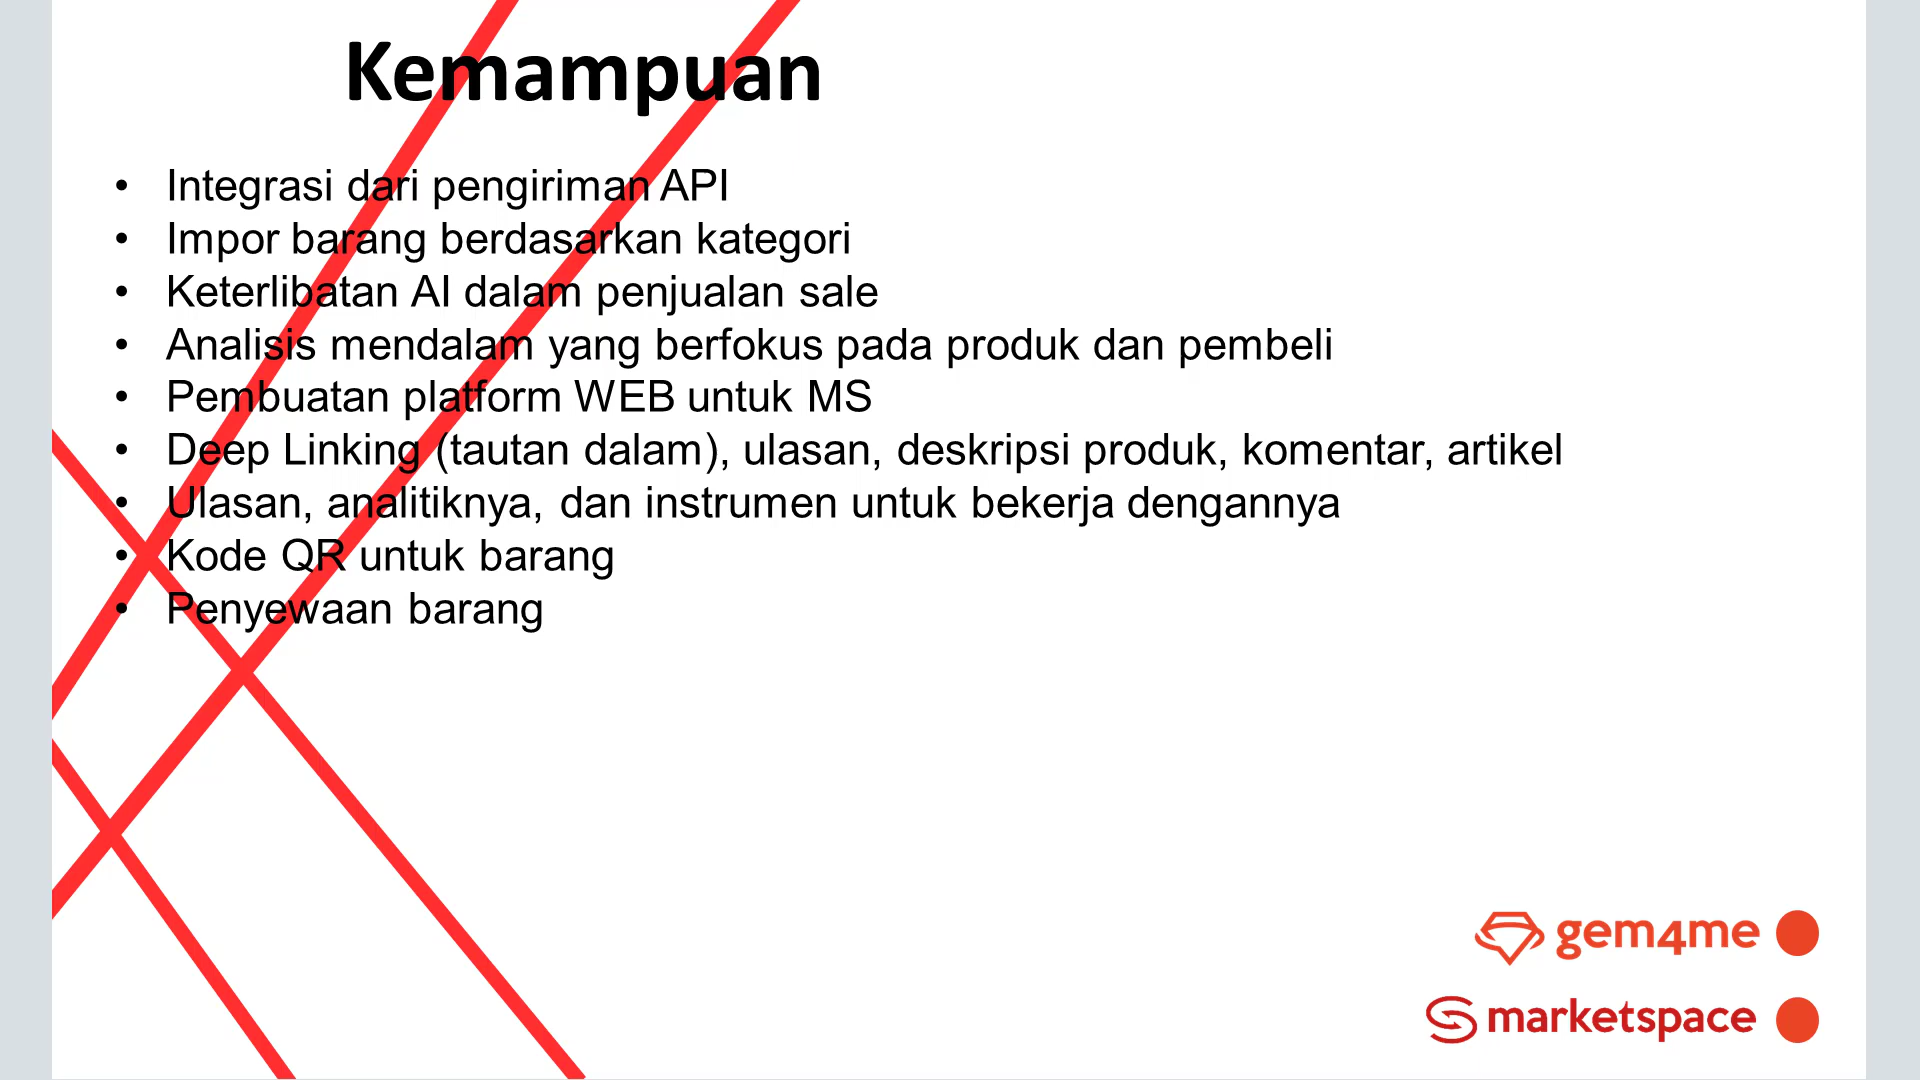 Kemampuan
• Integrasi dari pengiriman API
• Impor barang berdasarkan kategori
• Keterlibatan AI dalam penjualan sale
• Analisis mendalam yang berfokus pada produk dan pembeli
• Pembuatan platform WEB untuk MS
• Deep Linking (tautan dalam), ulasan, deskripsi produk, komentar, artikel
• Ulasan, analitiknya, dan instrumen untuk bekerja dengannya
• Kode QR untuk barang
• Penyewaan barang
gem4me
marketspace